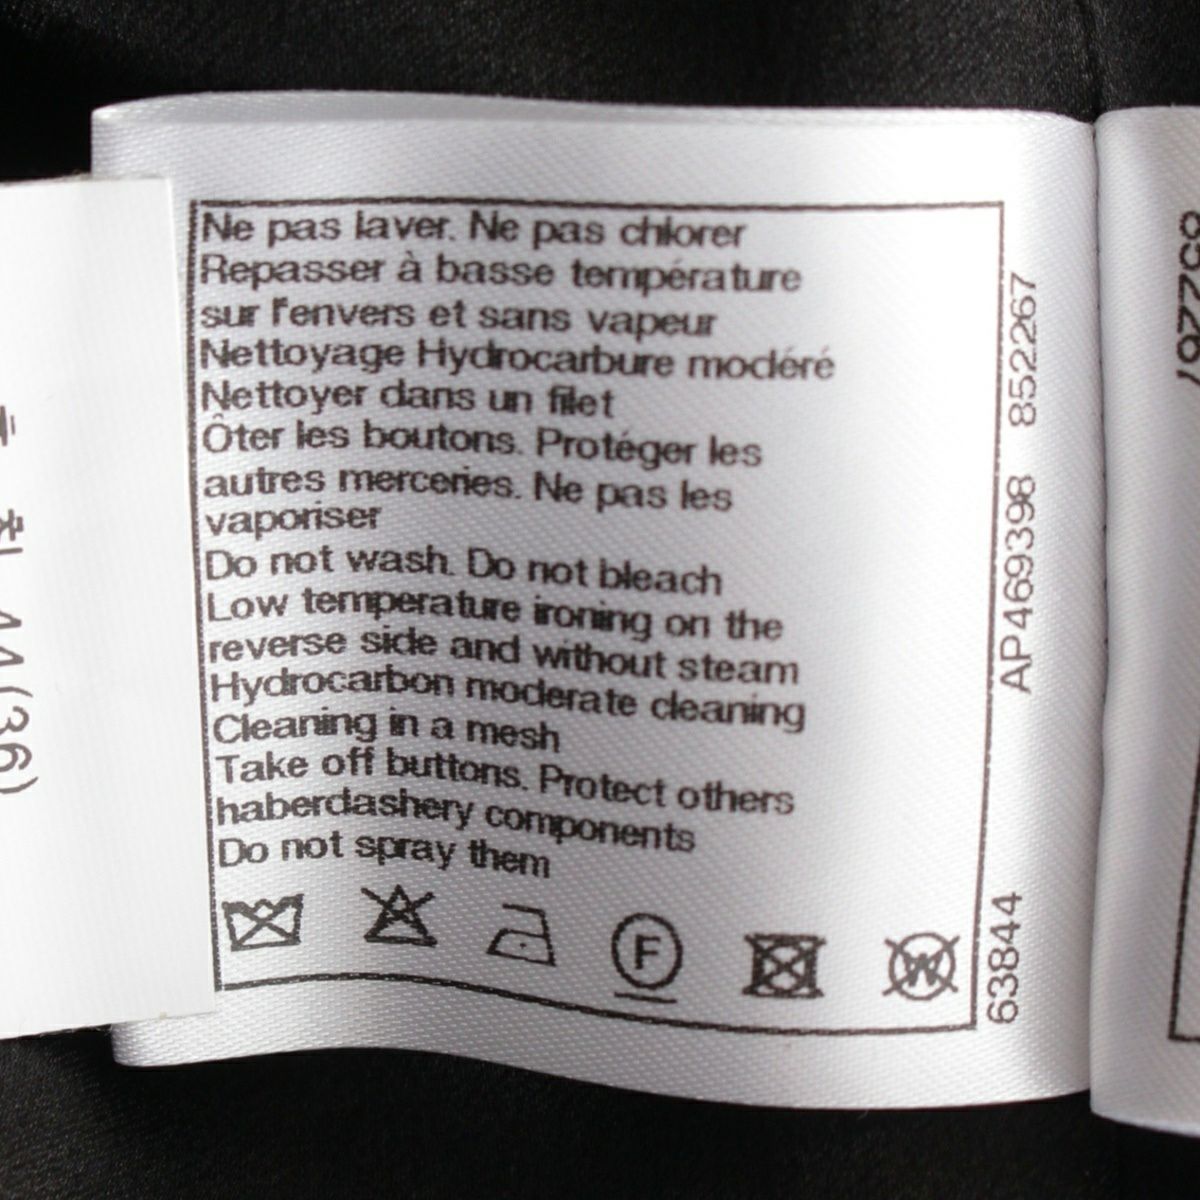 Ne pas laver. Ne pas chlorer
Repasser à basse température
sur l'envers et sans vapeur
Nettoyage Hydrocarbure modéré
Nettoyer dans un filet
Ôter les boutons. Protéger les
autres merceries. Ne pas les
vaporiser
Do not wash. Do not bleach
Low temperature ironing on the
reverse side and without steam
Hydrocarbon moderate cleaning
Cleaning in a mesh
Take off buttons. Protect others
haberdashery components
Do not spray them
F
W
63844
AP469398
852267
44(36)